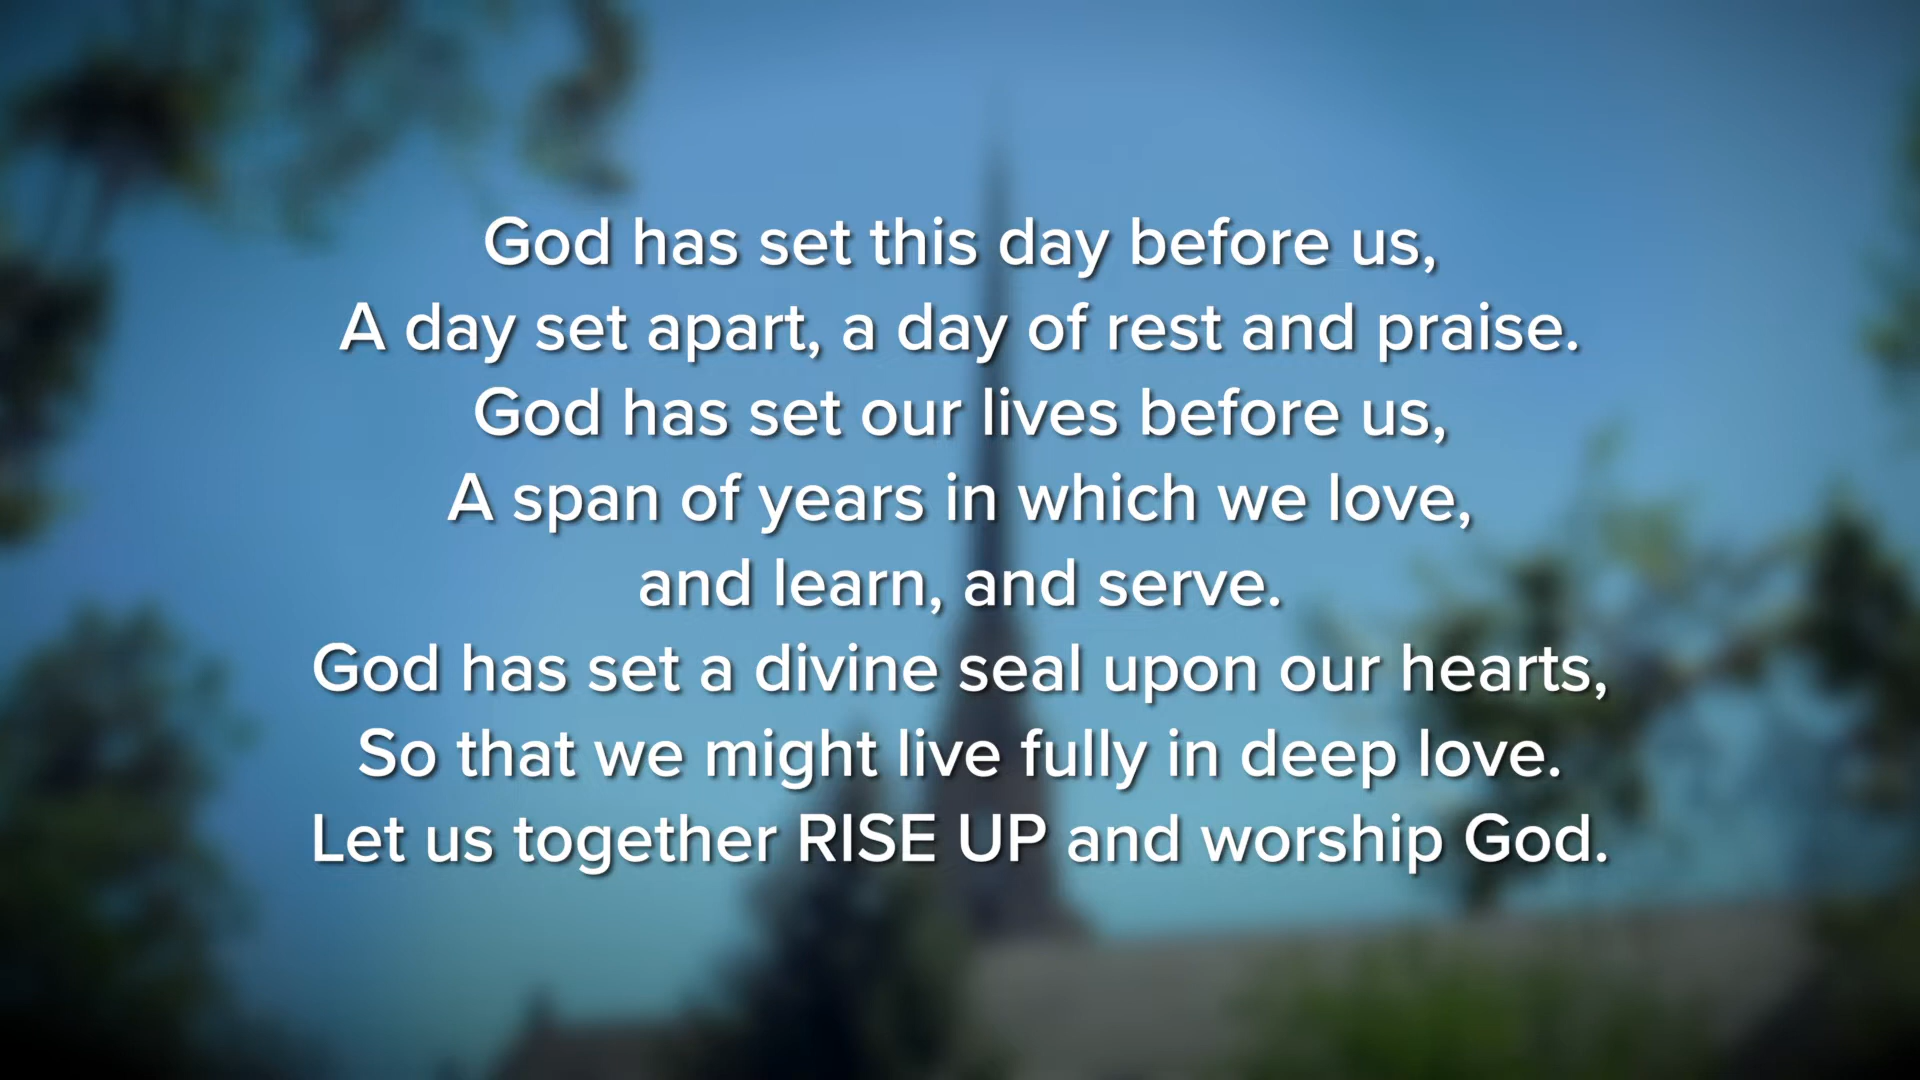 God has set this day before us,
A day set apart, a day of rest and praise.
God has set our lives before us,
A span of years in which we love,
and learn, and serve.
God has set a divine seal upon our hearts,
So that we might live fully in deep love.
Let us together RISE UP and worship God.